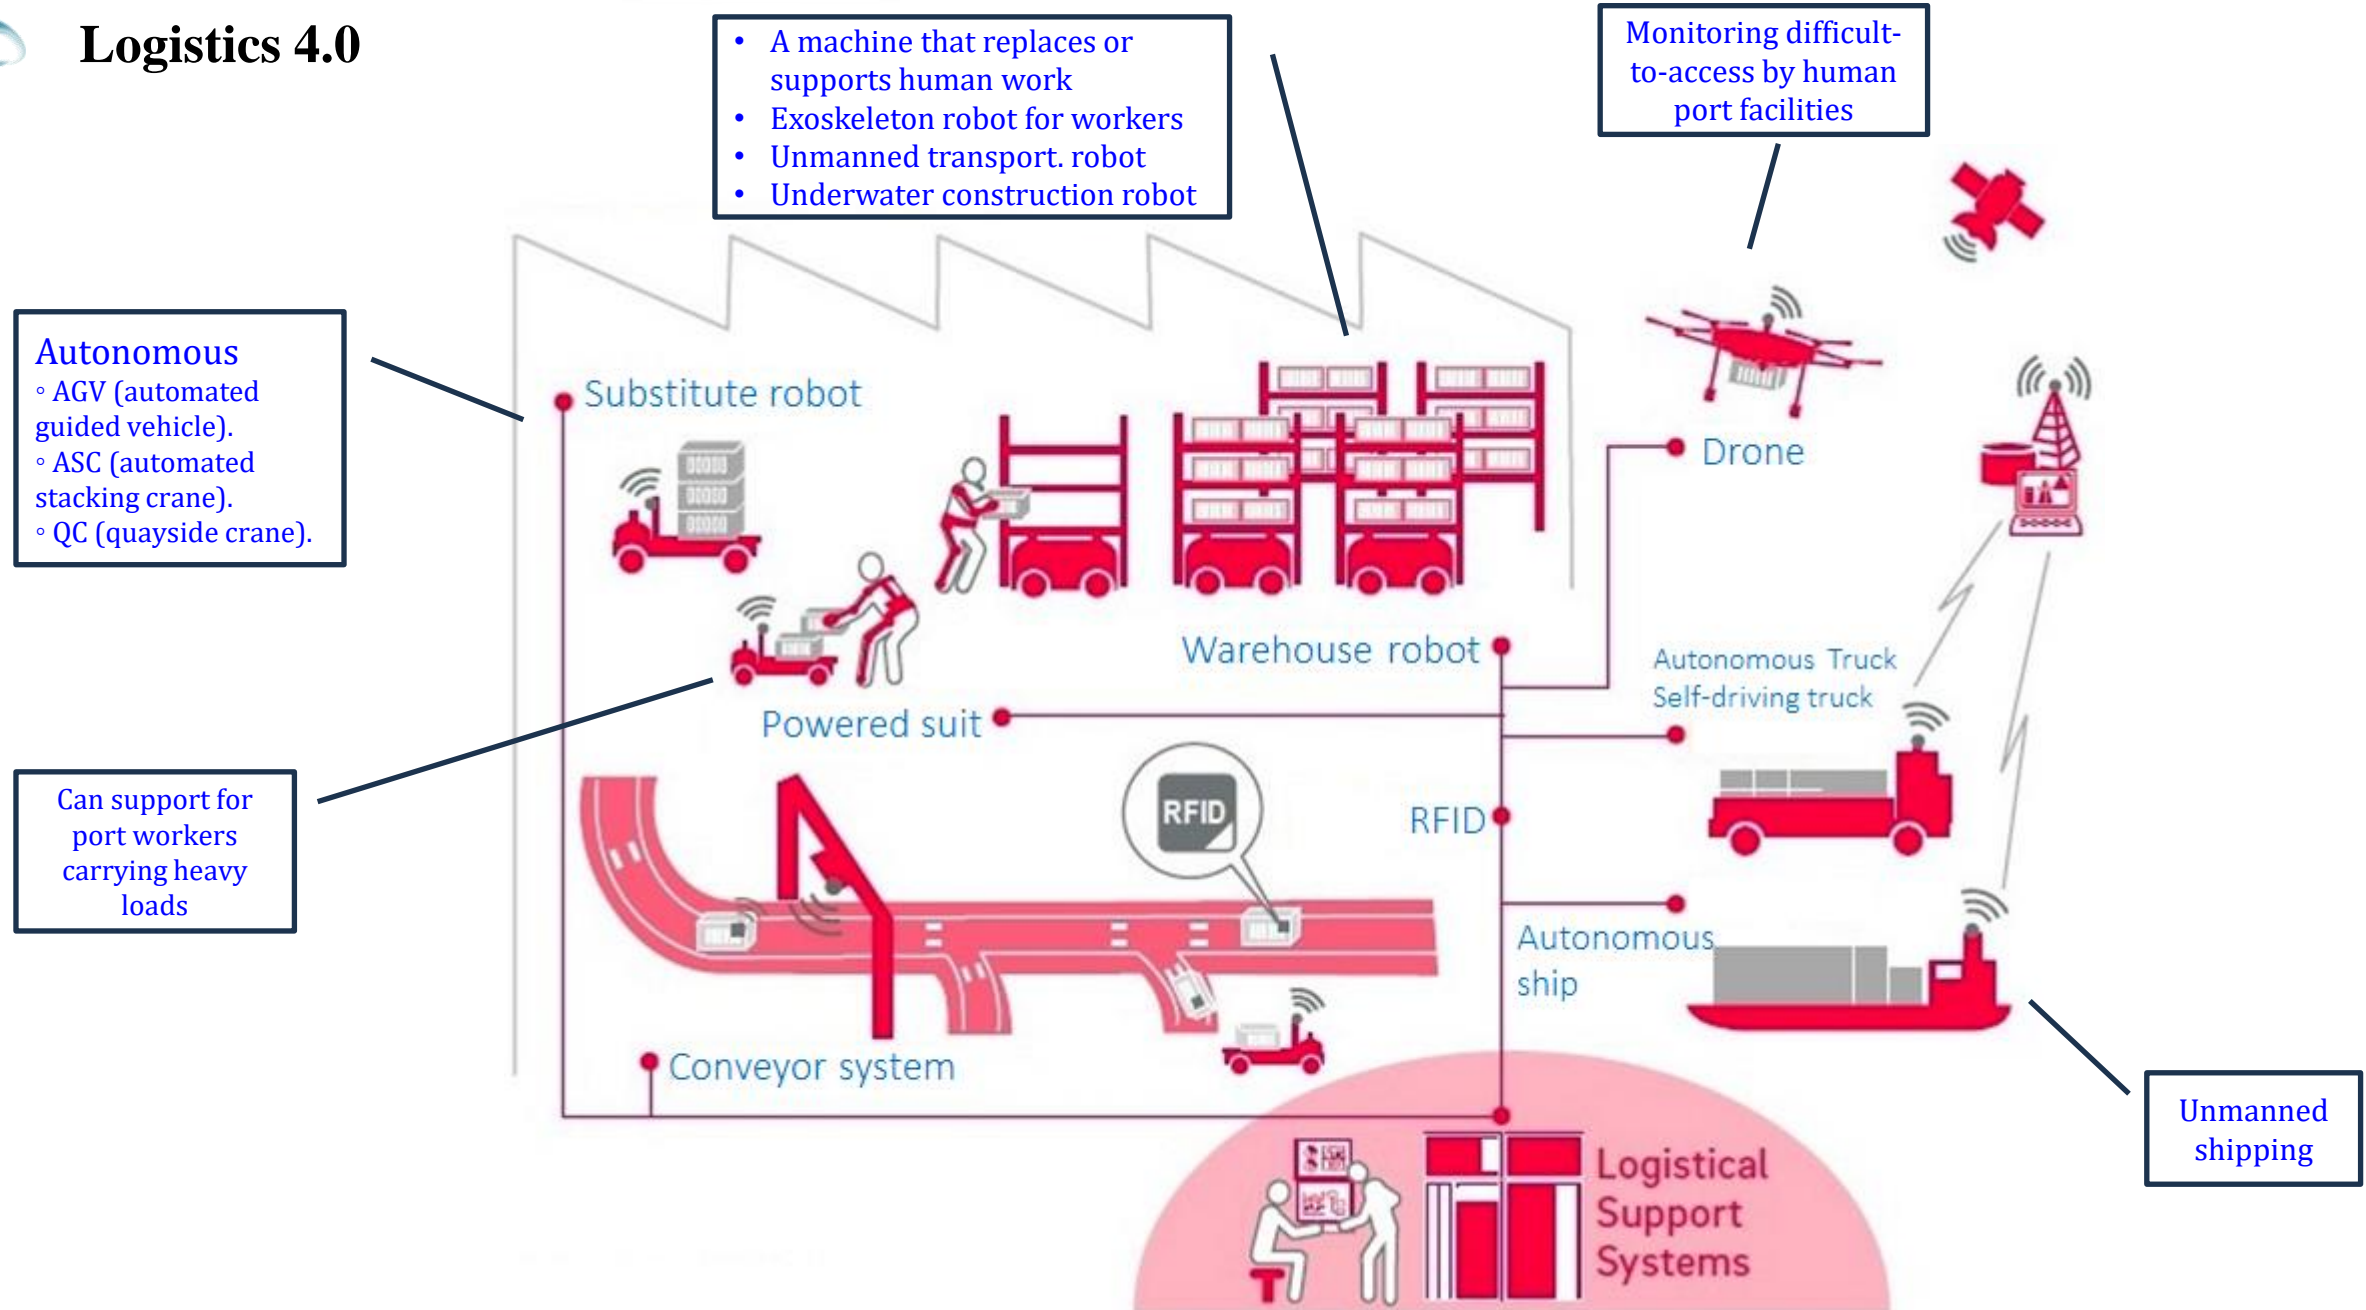 Logistics 4.0
• A machine that replaces or
supports human work
• Exoskeleton robot for workers
• Unmanned transport. robot
• Underwater construction robot
Monitoring difficult-
to-access by human
port facilities
Autonomous
◦ AGV (automated
guided vehicle).
◦ ASC (automated
stacking crane).
◦ QC (quayside crane).
Substitute robot
Drone
Warehouse robot
Autonomous Truck
Self-driving truck
Powered suit
Can support for
port workers
carrying heavy
loads
RFID
RFID
Autonomous
ship
Conveyor system
Unmanned
shipping
Logistical
Support
Systems